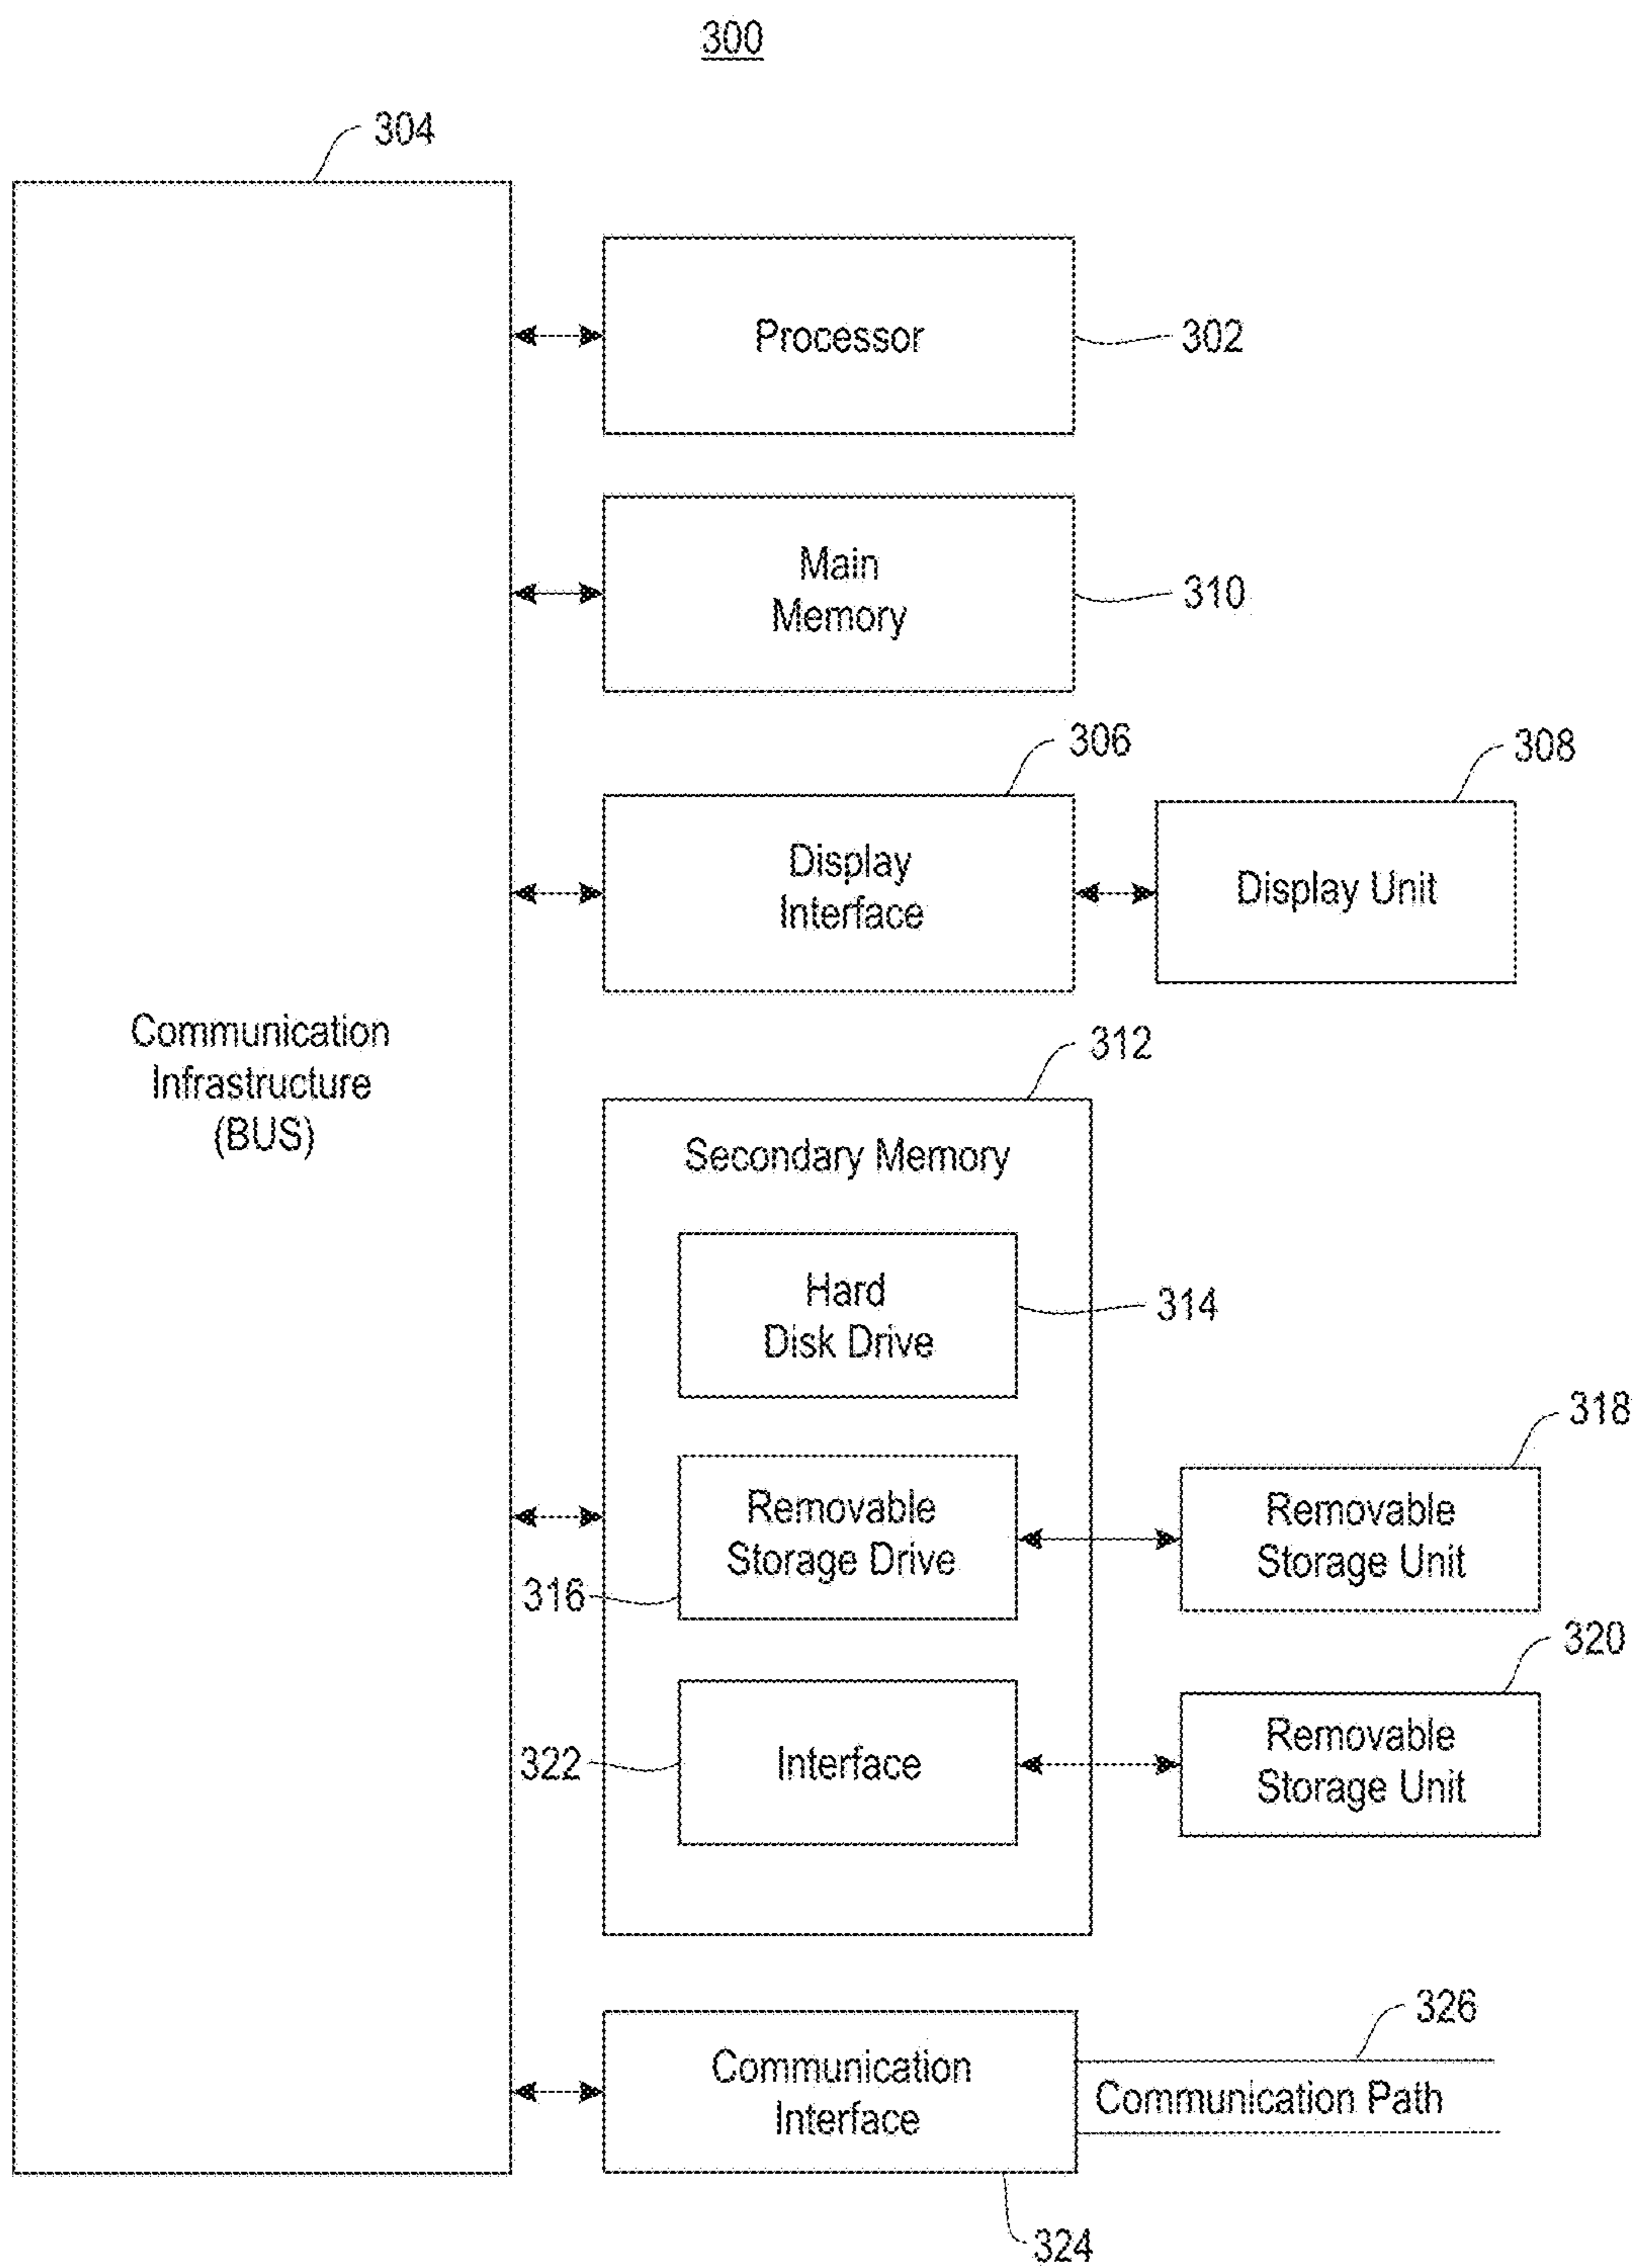 300
304
Processor
302
Main
Memory
310
306
308
Display
Interface
Display Unit
Communication
Infrastructure
(BUS)
312
Secondary Memory
Hard
Disk Drive
314
318
Removable
Storage Drive
Removable
Storage Unit
316
320
322
Interface
Removable
Storage Unit
326
Communication
Interface
Communication Path
324